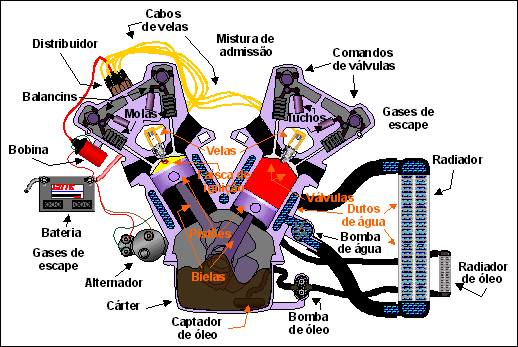 Cabos
de velas
Mistura de
admissão
Distribuidor
Comandos
de válvulas
Balancins
Molas
Tuchos
Gases de
escape
Velas
Bobina
Faísca de
ignição
Válvulas
Radiador
Dutos
de água
Bateria
Pistões
Bomba
de água
Gases de
escape
Bielas
Alternador
Radiador
de óleo
Cárter
Captador
de óleo
Bomba
de óleo